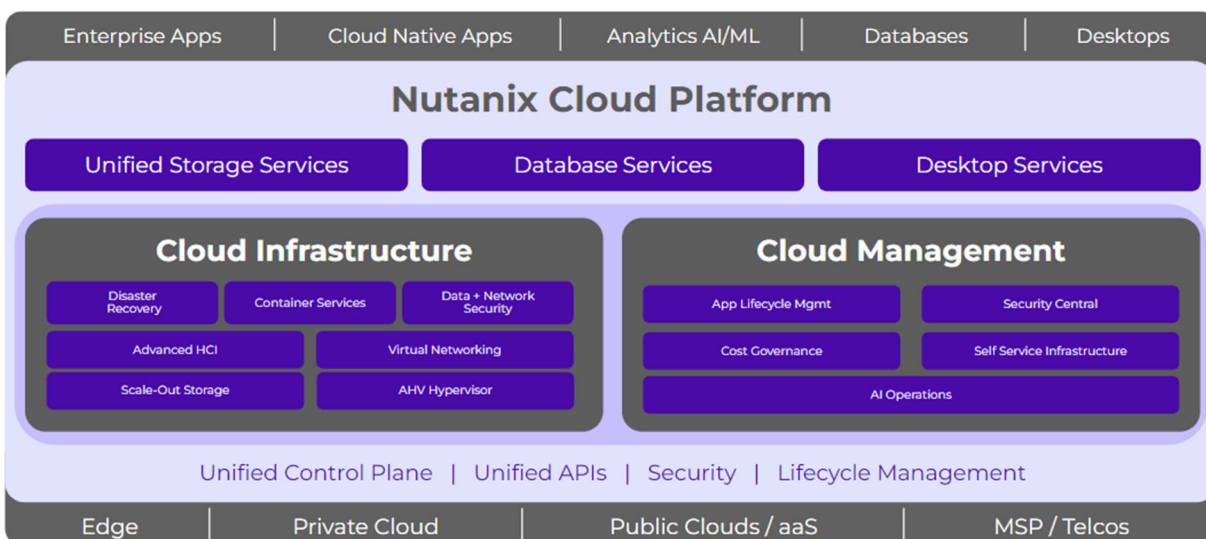 Enterprise Apps | Cloud Native Apps | Analytics AI/ML | Databases | Desktops
Nutanix Cloud Platform
Unified Storage Services
Database Services
Desktop Services
Cloud Infrastructure
Disaster
Recovery
Container Services
Data + Network
Security
Advanced HCI
Virtual Networking
Scale-Out Storage
AHV Hypervisor
Cloud Management
App Lifecycle Mgmt
Security Central
Cost Governance
Self Service Infrastructure
AI Operations
Unified Control Plane | Unified APIs | Security | Lifecycle Management
Edge | Private Cloud | Public Clouds / aaS | MSP / Telcos